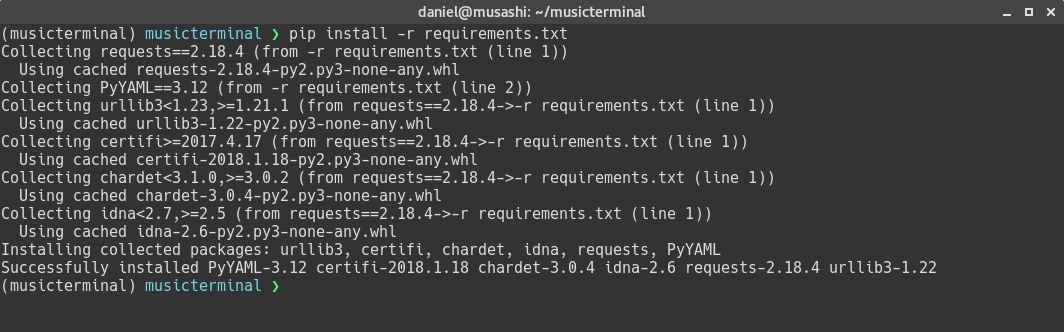 daniel@musashi: ~/musicterminal
(musicterminal) musicterminal ❯ pip install -r requirements.txt
Collecting requests==2.18.4 (from -r requirements.txt (line 1))
  Using cached requests-2.18.4-py2.py3-none-any.whl
Collecting PyYAML==3.12 (from -r requirements.txt (line 2))
Collecting urllib3<1.23,>=1.21.1 (from requests==2.18.4->-r requirements.txt (line 1))
  Using cached urllib3-1.22-py2.py3-none-any.whl
Collecting certifi>=2017.4.17 (from requests==2.18.4->-r requirements.txt (line 1))
  Using cached certifi-2018.1.18-py2.py3-none-any.whl
Collecting chardet<3.1.0,>=3.0.2 (from requests==2.18.4->-r requirements.txt (line 1))
  Using cached chardet-3.0.4-py2.py3-none-any.whl
Collecting idna<2.7,>=2.5 (from requests==2.18.4->-r requirements.txt (line 1))
  Using cached idna-2.6-py2.py3-none-any.whl
Installing collected packages: urllib3, certifi, chardet, idna, requests, PyYAML
Successfully installed PyYAML-3.12 certifi-2018.1.18 chardet-3.0.4 idna-2.6 requests-2.18.4 urllib3-1.22
(musicterminal) musicterminal ❯